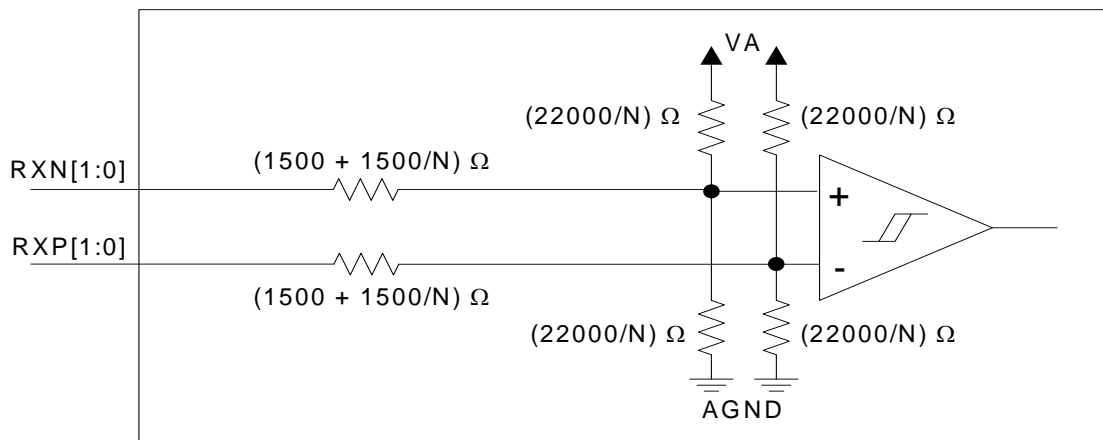 VA
(22000/N) Ω
(22000/N) Ω
(1500 + 1500/N) Ω
RXN[1:0]
+
RXP[1:0]
-
(1500 + 1500/N) Ω
(22000/N) Ω
(22000/N) Ω
AGND